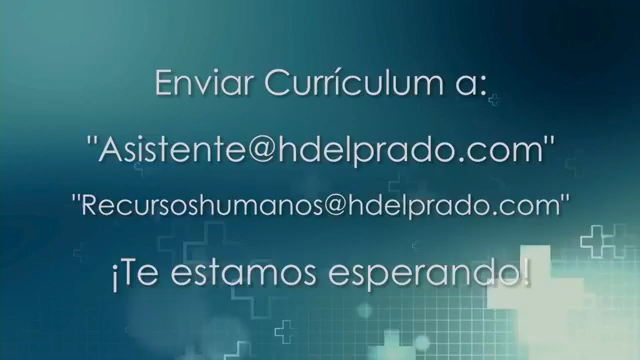 Enviar Currículum a:
"Asistente@hdelprado.com"
"Recursoshumanos@hdelprado.com"
¡Te estamos esperando!